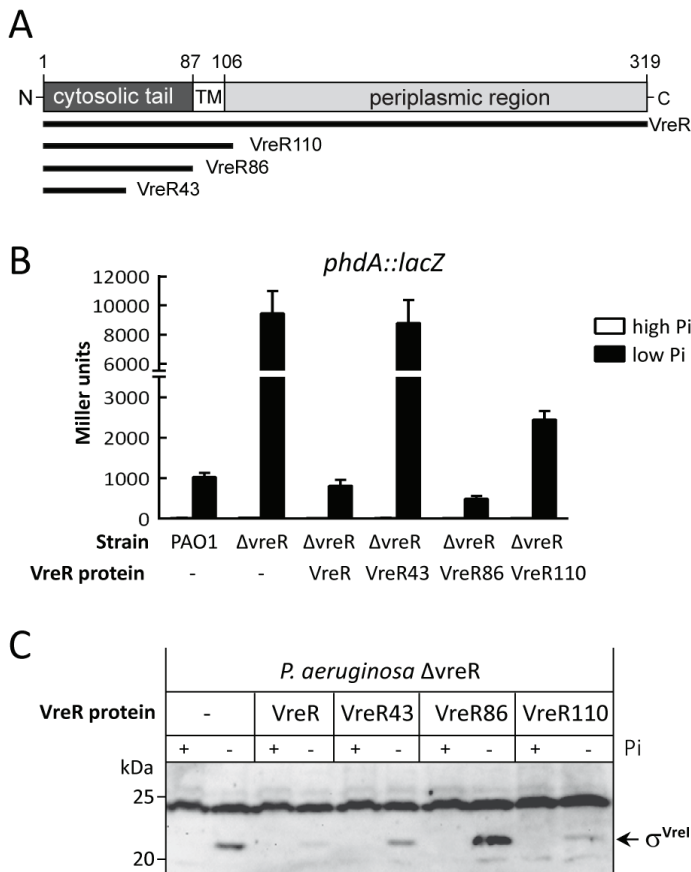 A
1 87 106 319
N cytosolic tail TM periplasmic region C
VreR
VreR110
VreR86
VreR43
B
phdA::lacZ
12000
10000
8000
6000
3000
2000
1000
0
Miller units
high Pi
low Pi
Strain PAO1 ΔvreR ΔvreR ΔvreR ΔvreR ΔvreR
VreR protein - - VreR VreR43 VreR86 VreR110
C
P. aeruginosa ΔvreR
VreR protein - VreR VreR43 VreR86 VreR110
+ - + - + - + - + - Pi
kDa
25
20
σVreI